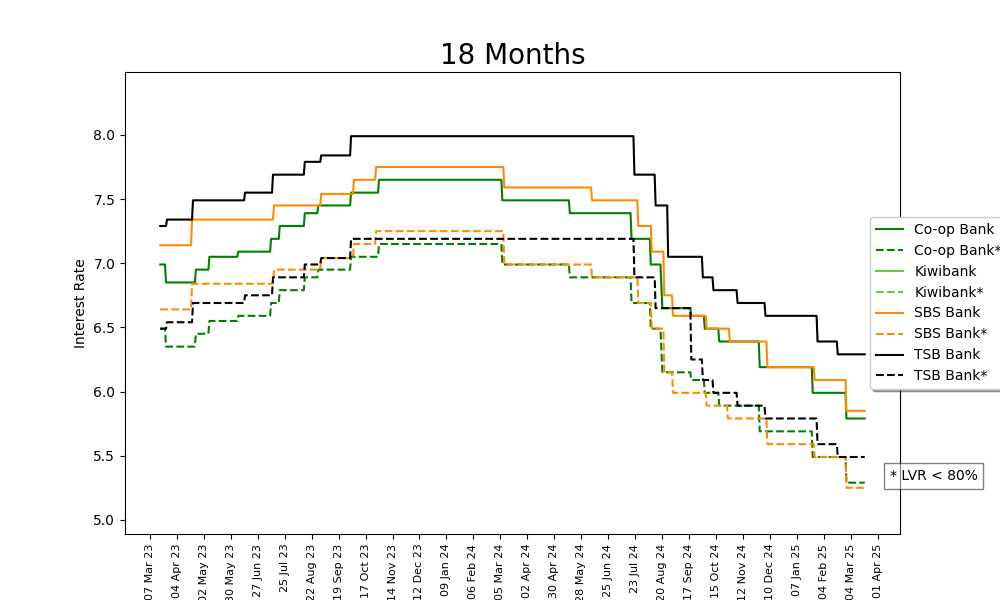 18 Months
Interest Rate
8.0
7.5
7.0
6.5
6.0
5.5
5.0
07 Mar 23
04 Apr 23
02 May 23
30 May 23
27 Jun 23
25 Jul 23
22 Aug 23
19 Sep 23
17 Oct 23
14 Nov 23
12 Dec 23
09 Jan 24
06 Feb 24
05 Mar 24
02 Apr 24
30 Apr 24
28 May 24
25 Jun 24
23 Jul 24
20 Aug 24
17 Sep 24
15 Oct 24
12 Nov 24
10 Dec 24
07 Jan 25
04 Feb 25
04 Mar 25
01 Apr 25
Co-op Bank
Co-op Bank*
Kiwibank
Kiwibank*
SBS Bank
SBS Bank*
TSB Bank
TSB Bank*
* LVR < 80%